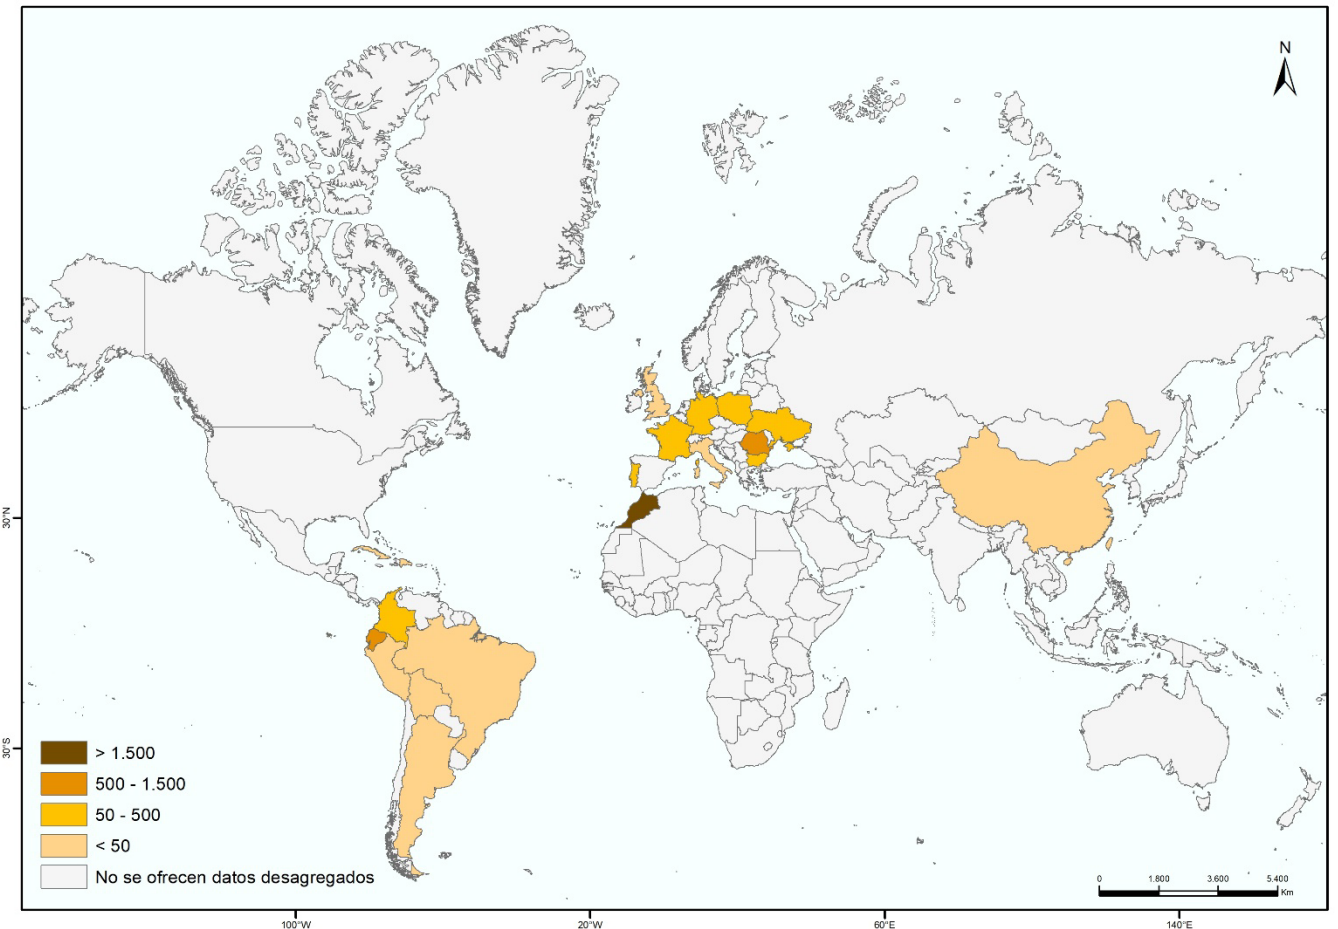 N
30°N
30°S
> 1.500
500 - 1.500
50 - 500
< 50
No se ofrecen datos desagregados
0 1.800 3.600 5.400
Km
100°W 20°W 60°E 140°E